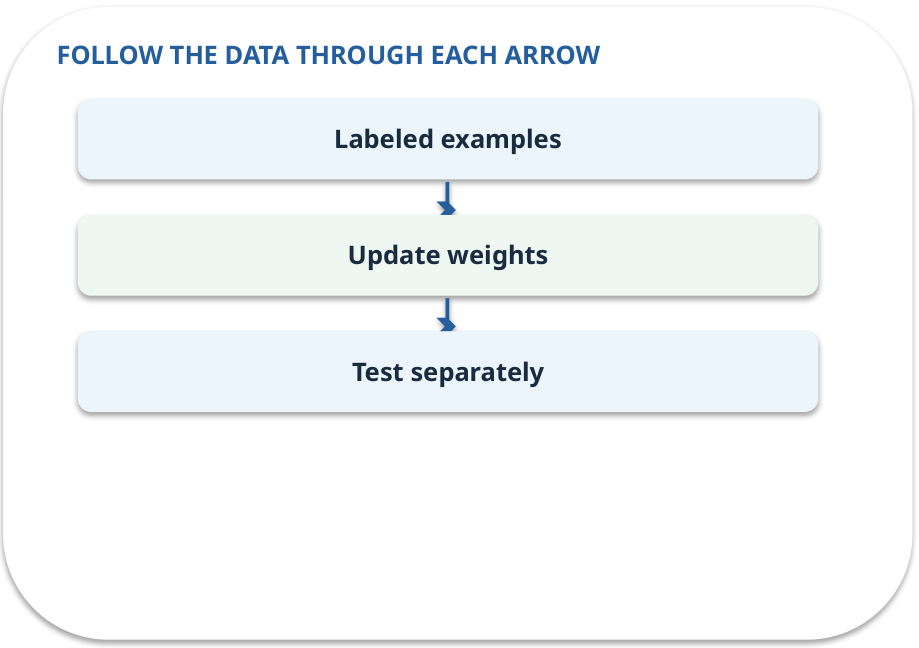 FOLLOW THE DATA THROUGH EACH ARROW
Labeled examples
Update weights
Test separately